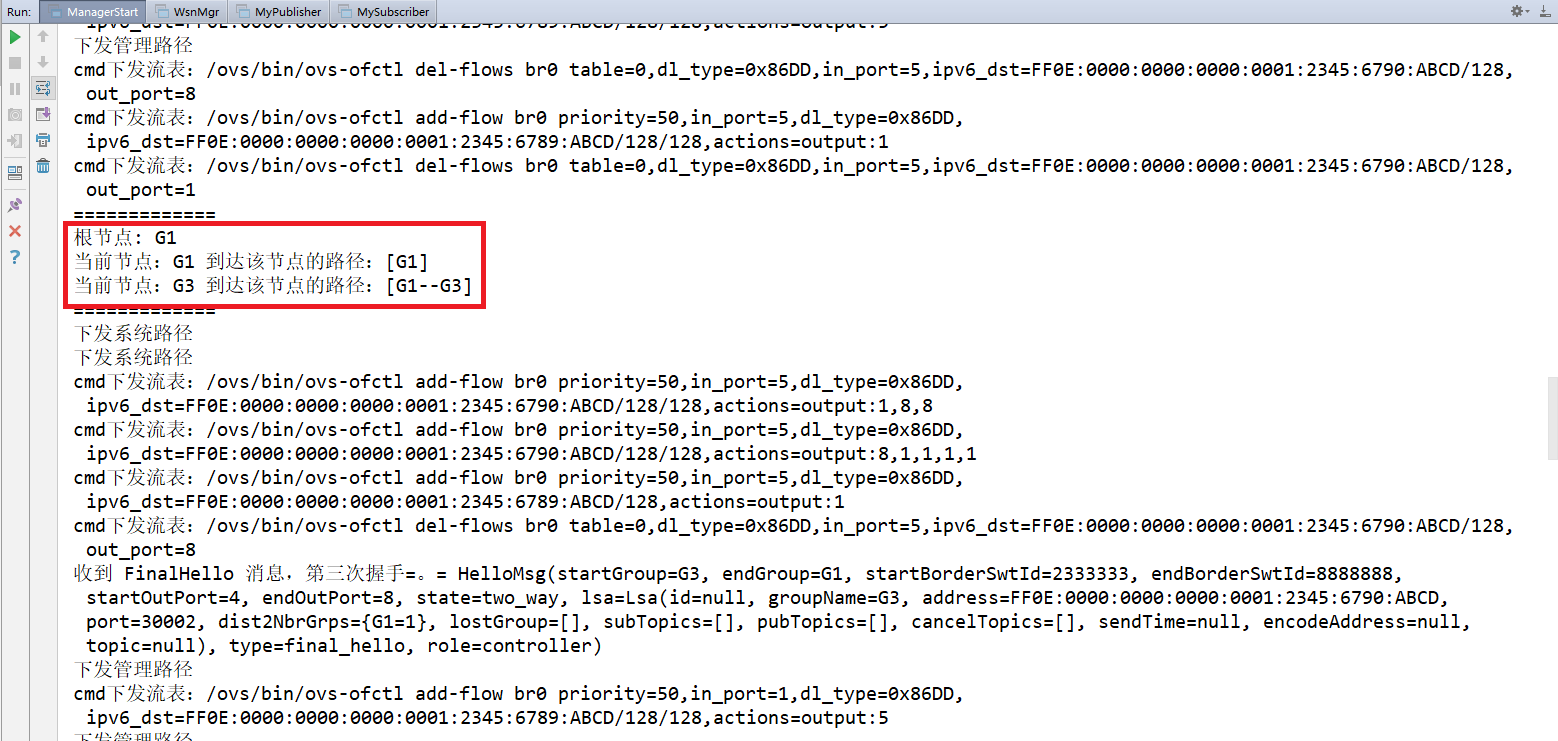 Run: ManagerStart WsnMgr MyPublisher MySubscriber
ipv6_dst=FF0E:0000:0000:0000:0001:2345:6790:ABCD/128/128,actions=output:5
下发管理路径
cmd下发流表: /ovs/bin/ovs-ofctl del-flows br0 table=0,dl_type=0x86DD,in_port=5,ipv6_dst=FF0E:0000:0000:0000:0001:2345:6790:ABCD/128,
out_port=8
cmd下发流表: /ovs/bin/ovs-ofctl add-flow br0 priority=50,in_port=5,dl_type=0x86DD,
ipv6_dst=FF0E:0000:0000:0000:0001:2345:6789:ABCD/128/128,actions=output:1
cmd下发流表: /ovs/bin/ovs-ofctl del-flows br0 table=0,dl_type=0x86DD,in_port=5,ipv6_dst=FF0E:0000:0000:0000:0001:2345:6790:ABCD/128,
out_port=1
=============
根节点: G1
当前节点: G1 到达该节点的路径: [G1]
当前节点: G3 到达该节点的路径: [G1--G3]
=============
下发系统路径
下发系统路径
cmd下发流表: /ovs/bin/ovs-ofctl add-flow br0 priority=50,in_port=5,dl_type=0x86DD,
ipv6_dst=FF0E:0000:0000:0000:0001:2345:6790:ABCD/128/128,actions=output:1,8,8
cmd下发流表: /ovs/bin/ovs-ofctl add-flow br0 priority=50,in_port=5,dl_type=0x86DD,
ipv6_dst=FF0E:0000:0000:0000:0001:2345:6790:ABCD/128/128,actions=output:8,1,1,1,1
cmd下发流表: /ovs/bin/ovs-ofctl add-flow br0 priority=50,in_port=5,dl_type=0x86DD,
ipv6_dst=FF0E:0000:0000:0000:0001:2345:6789:ABCD/128,actions=output:1
cmd下发流表: /ovs/bin/ovs-ofctl del-flows br0 table=0,dl_type=0x86DD,in_port=5,ipv6_dst=FF0E:0000:0000:0000:0001:2345:6790:ABCD/128,
out_port=8
收到 FinalHello 消息，第三次握手=。= HelloMsg(startGroup=G3, endGroup=G1, startBorderSwtId=2333333, endBorderSwtId=8888888,
startOutPort=4, endOutPort=8, state=two_way, lsa=Lsa(id=null, groupName=G3, address=FF0E:0000:0000:0000:0001:2345:6790:ABCD,
port=30002, dist2NbrGrps={G1=1}, lostGroup=[], subTopics=[], pubTopics=[], cancelTopics=[], sendTime=null, encodeAddress=null,
topic=null), type=final_hello, role=controller)
下发管理路径
cmd下发流表: /ovs/bin/ovs-ofctl add-flow br0 priority=50,in_port=1,dl_type=0x86DD,
ipv6_dst=FF0E:0000:0000:0000:0001:2345:6789:ABCD/128/128,actions=output:5
下发管理路径